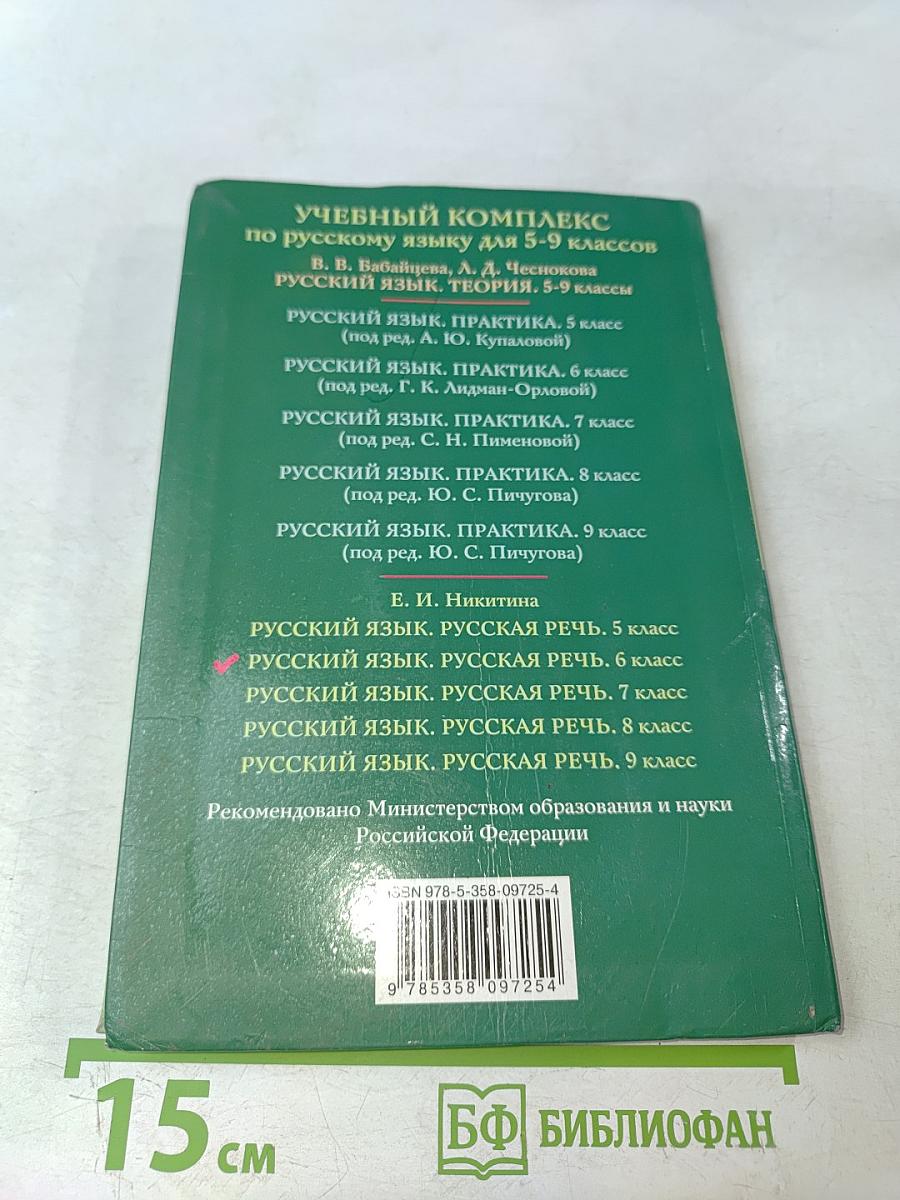 УЧЕБНЫЙ КОМПЛЕКС
по русскому языку для 5-9 классов
В. В. Бабайцева, Л. Д. Чеснокова
РУССКИЙ ЯЗЫК. ТЕОРИЯ. 5-9 классы
РУССКИЙ ЯЗЫК. ПРАКТИКА. 5 класс
(под ред. А. Ю. Купаловой)
РУССКИЙ ЯЗЫК. ПРАКТИКА. 6 класс
(под ред. Г. К. Лидман-Орловой)
РУССКИЙ ЯЗЫК. ПРАКТИКА. 7 класс
(под ред. С. Н. Пименовой)
РУССКИЙ ЯЗЫК. ПРАКТИКА. 8 класс
(под ред. Ю. С. Пичугова)
РУССКИЙ ЯЗЫК. ПРАКТИКА. 9 класс
(под ред. Ю. С. Пичугова)
Е. И. Никитина
РУССКИЙ ЯЗЫК. РУССКАЯ РЕЧЬ. 5 класс
РУССКИЙ ЯЗЫК. РУССКАЯ РЕЧЬ. 6 класс
РУССКИЙ ЯЗЫК. РУССКАЯ РЕЧЬ. 7 класс
РУССКИЙ ЯЗЫК. РУССКАЯ РЕЧЬ. 8 класс
РУССКИЙ ЯЗЫК. РУССКАЯ РЕЧЬ. 9 класс
Рекомендовано Министерством образования и науки
Российской Федерации
ISBN 978-5-358-09725-4
9 785358 097254
15 см
БФ БИБЛИОФАН